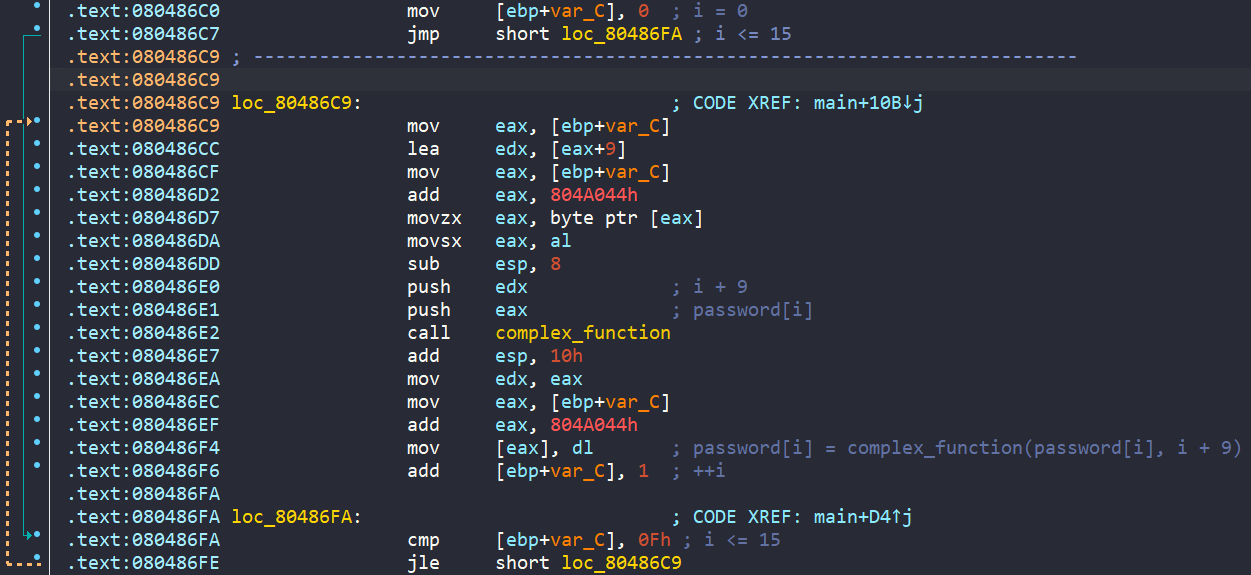 .text:080486C0 mov [ebp+var_C], 0 ; i = 0
.text:080486C7 jmp short loc_80486FA ; i <= 15
.text:080486C9 ; ---------------------------------------------------------------------------
.text:080486C9
.text:080486C9 loc_80486C9: ; CODE XREF: main+10B↓j
.text:080486C9 mov eax, [ebp+var_C]
.text:080486CC lea edx, [eax+9]
.text:080486CF mov eax, [ebp+var_C]
.text:080486D2 add eax, 804A044h
.text:080486D7 movzx eax, byte ptr [eax]
.text:080486DA movsx eax, al
.text:080486DD sub esp, 8
.text:080486E0 push edx ; i + 9
.text:080486E1 push eax ; password[i]
.text:080486E2 call complex_function
.text:080486E7 add esp, 10h
.text:080486EA mov edx, eax
.text:080486EC mov eax, [ebp+var_C]
.text:080486EF add eax, 804A044h
.text:080486F4 mov [eax], dl ; password[i] = complex_function(password[i], i + 9)
.text:080486F6 add [ebp+var_C], 1 ; ++i
.text:080486FA
.text:080486FA loc_80486FA: ; CODE XREF: main+D4↑j
.text:080486FA cmp [ebp+var_C], 0Fh ; i <= 15
.text:080486FE jle short loc_80486C9